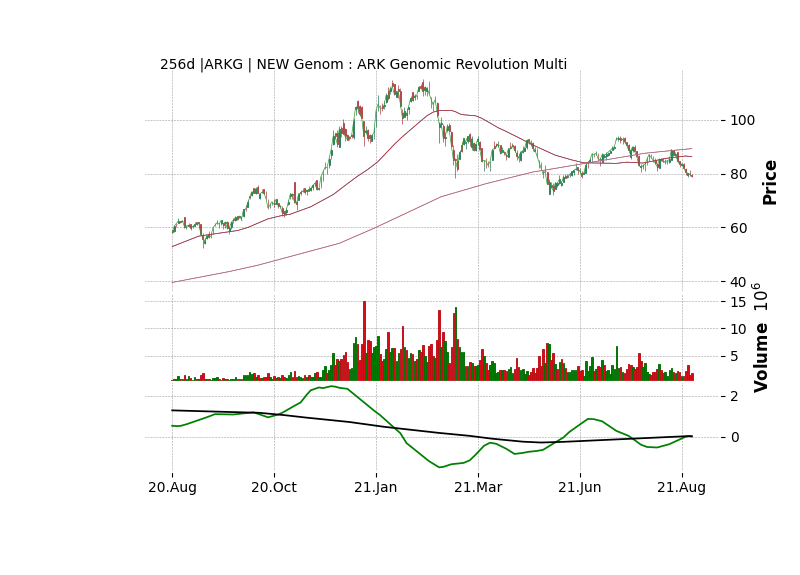 256d |ARKG | NEW Genom : ARK Genomic Revolution Multi
100
80
60
40
Price
15
10
5
Volume 10^6
2
0
20.Aug
20.Oct
21.Jan
21.Mar
21.Jun
21.Aug